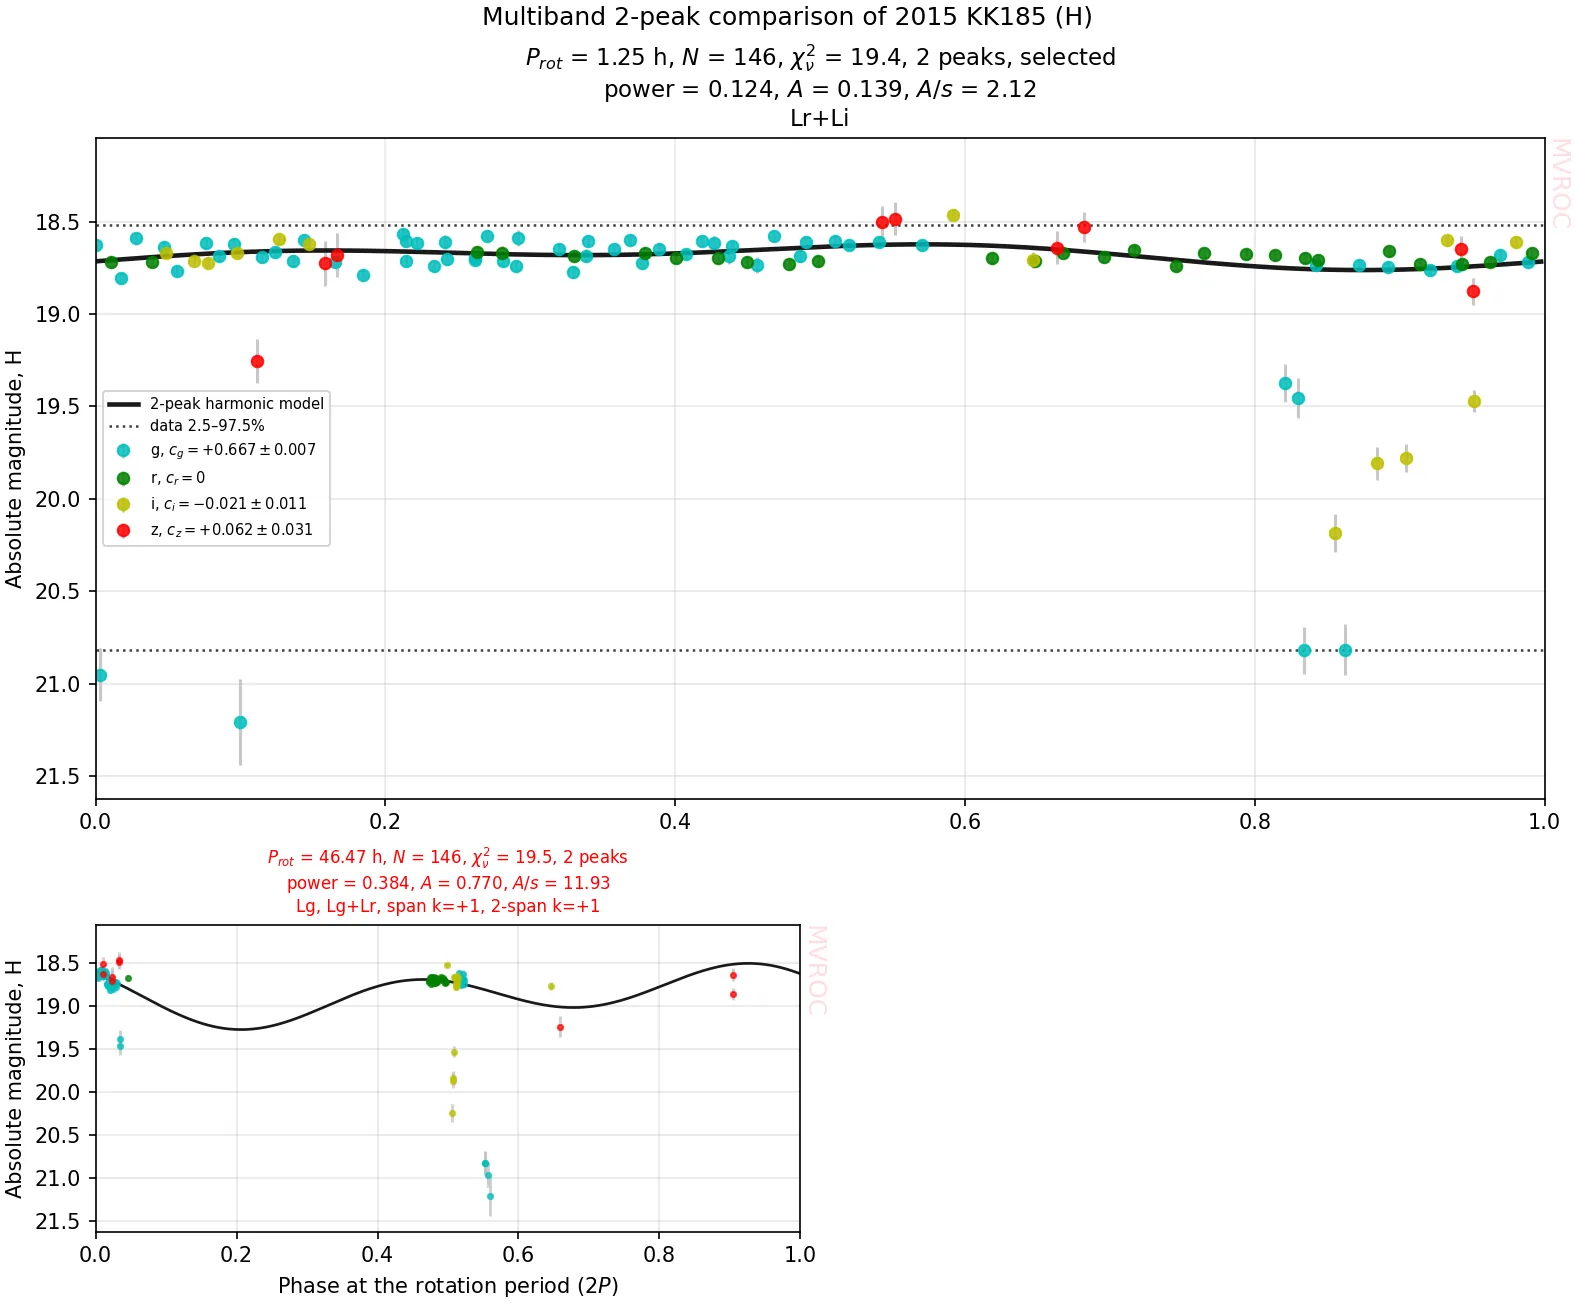 Multiband 2-peak comparison of 2015 KK185 (H)
P_rot = 1.25 h, N = 146, χ²_ν = 19.4, 2 peaks, selected
power = 0.124, A = 0.139, A/s = 2.12
Lr+Li
MVROC
18.5
19.0
19.5
20.0
20.5
21.0
21.5
Absolute magnitude, H
2-peak harmonic model
data 2.5–97.5%
g, c_g = +0.667 ± 0.007
r, c_r = 0
i, c_i = −0.021 ± 0.011
z, c_z = +0.062 ± 0.031
0.0 0.2 0.4 0.6 0.8 1.0
P_rot = 46.47 h, N = 146, χ²_ν = 19.5, 2 peaks
power = 0.384, A = 0.770, A/s = 11.93
Lg, Lg+Lr, span k=+1, 2-span k=+1
MVROC
18.5
19.0
19.5
20.0
20.5
21.0
21.5
Absolute magnitude, H
0.0 0.2 0.4 0.6 0.8 1.0
Phase at the rotation period (2P)